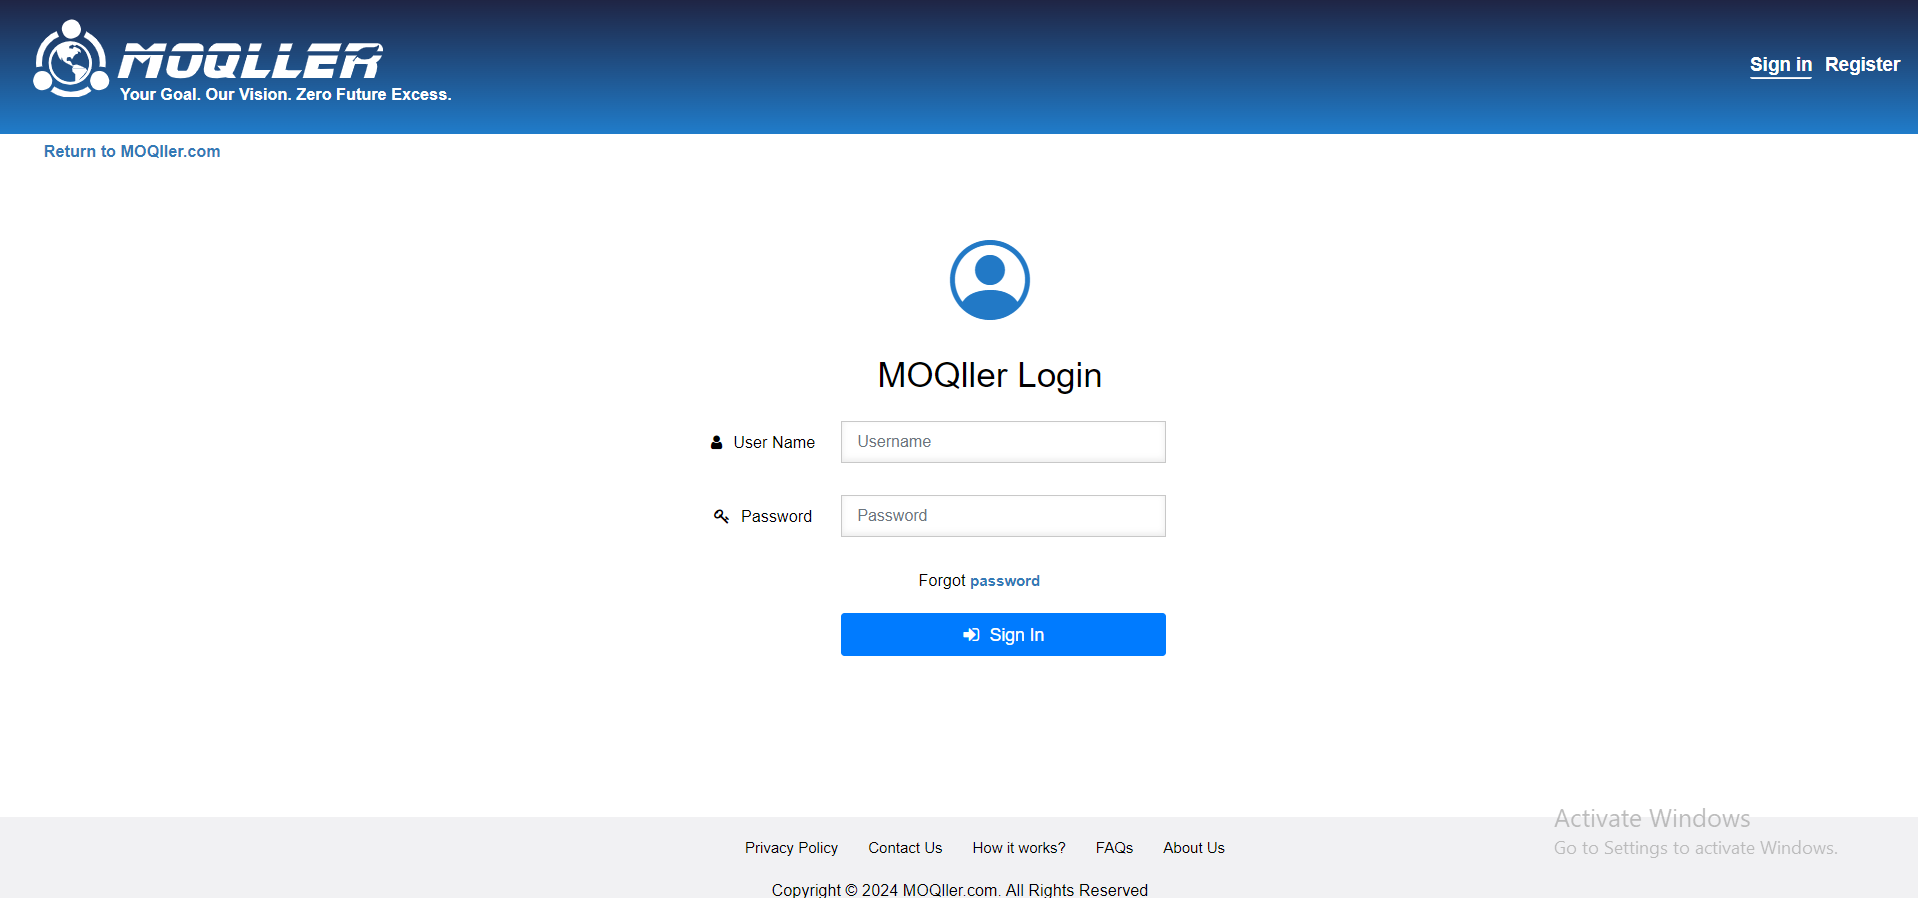 MOQLLER
Your Goal. Our Vision. Zero Future Excess.
Sign in Register
Return to MOQller.com
MOQller Login
User Name Username
Password Password
Forgot password
Sign In
Activate Windows
Go to Settings to activate Windows.
Privacy Policy Contact Us How it works? FAQs About Us
Copyright © 2024 MOQller.com. All Rights Reserved